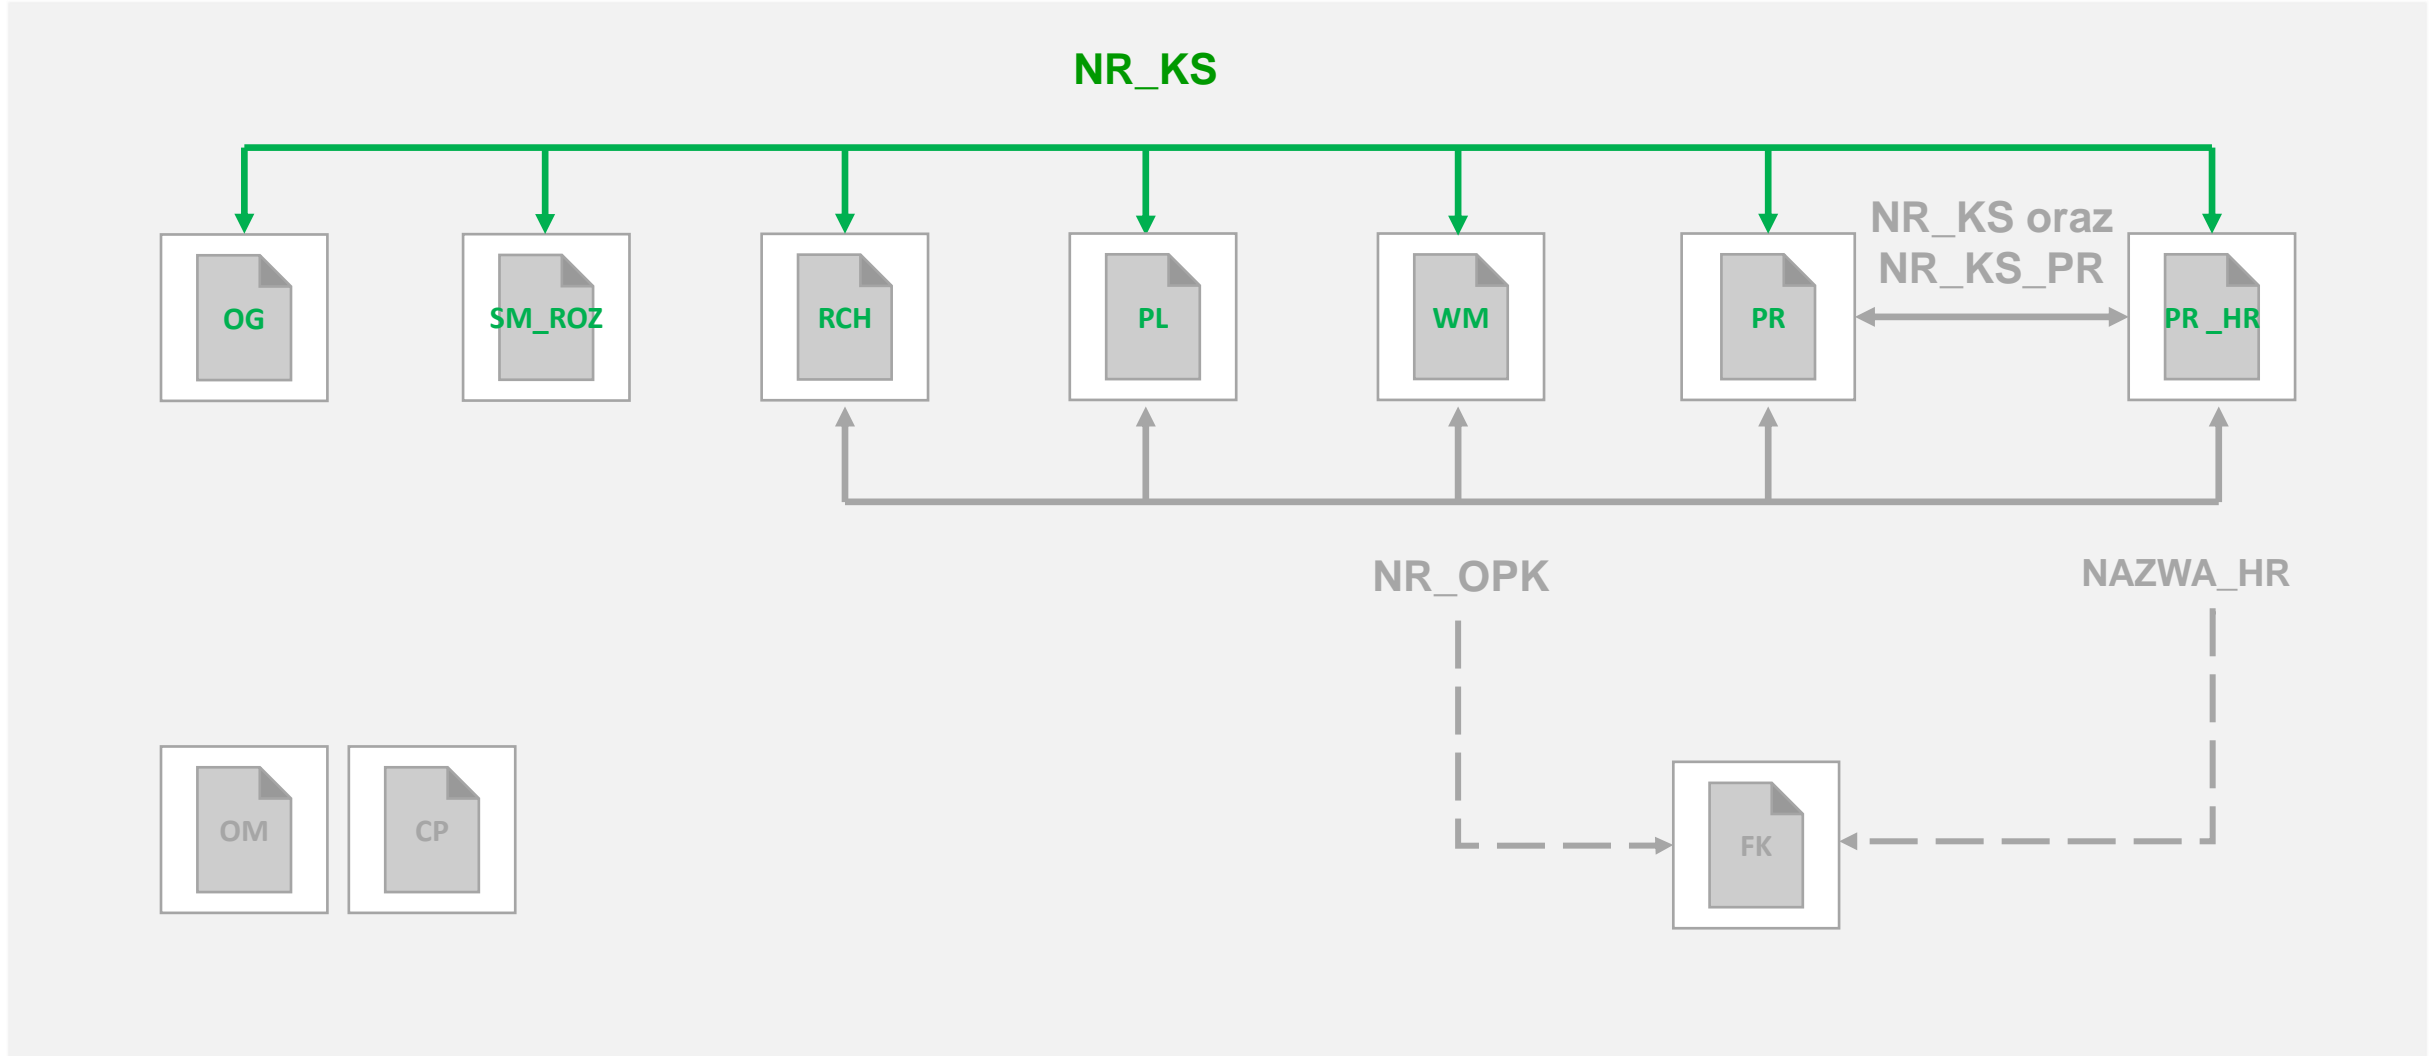 NR_KS
NR_KS oraz
NR_KS_PR
OG
SM_ROZ
RCH
PL
WM
PR
PR _HR
NR_OPK
NAZWA_HR
OM
CP
FK